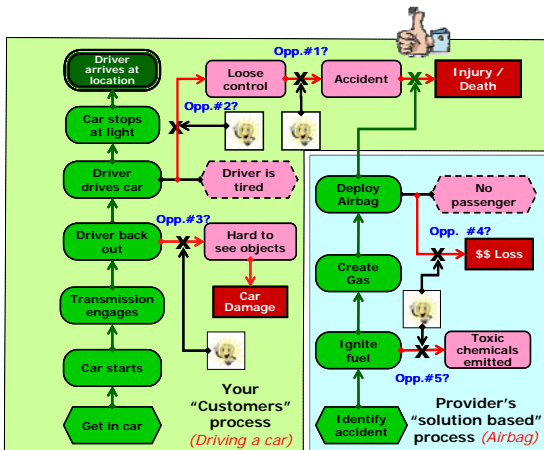 Opp.#1?
Driver
arrives at
location
Loose
control
Accident
Injury /
Death
Opp.#2?
Car stops
at light
Driver
drives car
Driver is
tired
Deploy
Airbag
No
passenger
Opp.#3?
Driver back
out
Hard to
see objects
Opp. #4?
$$ Loss
Create
Gas
Transmission
engages
Car
Damage
Ignite
fuel
Toxic
chemicals
emitted
Car starts
Opp.#5?
Get in car
Your
“Customers”
process
(Driving a car)
Identify
accident
Provider’s
“solution based”
process (Airbag)